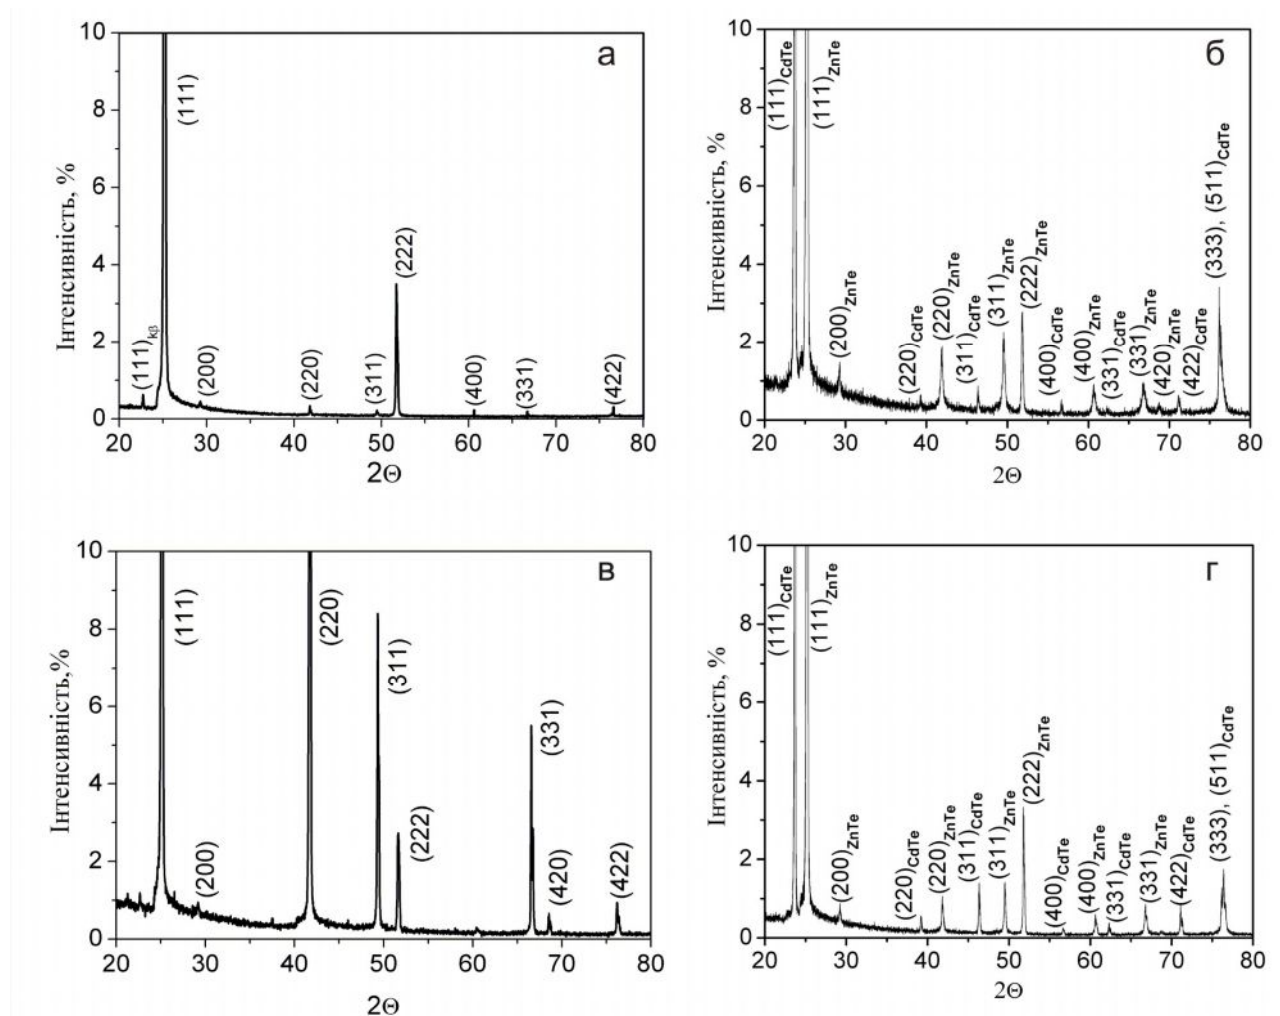 а
Інтенсивність, %
10
8
6
4
2
0
(111)kβ
(111)
(200)
(220)
(311)
(222)
(400)
(331)
(422)
20 30 40 50 60 70 80
2Θ
б
Інтенсивність, %
10
8
6
4
2
0
(111)CdTe
(111)ZnTe
(200)ZnTe
(220)CdTe
(220)ZnTe
(311)CdTe
(311)ZnTe
(222)ZnTe
(400)CdTe
(400)ZnTe
(331)CdTe
(331)ZnTe
(420)ZnTe
(422)CdTe
(333), (511)CdTe
20 30 40 50 60 70 80
2Θ
в
Інтенсивність,%
10
8
6
4
2
0
(111)
(200)
(220)
(311)
(222)
(331)
(420)
(422)
20 30 40 50 60 70 80
2Θ
г
Інтенсивність, %
10
8
6
4
2
0
(111)CdTe
(111)ZnTe
(200)ZnTe
(220)CdTe
(220)ZnTe
(311)CdTe
(311)ZnTe
(222)ZnTe
(400)CdTe
(400)ZnTe
(331)CdTe
(331)ZnTe
(422)CdTe
(333), (511)CdTe
20 30 40 50 60 70 80
2Θ